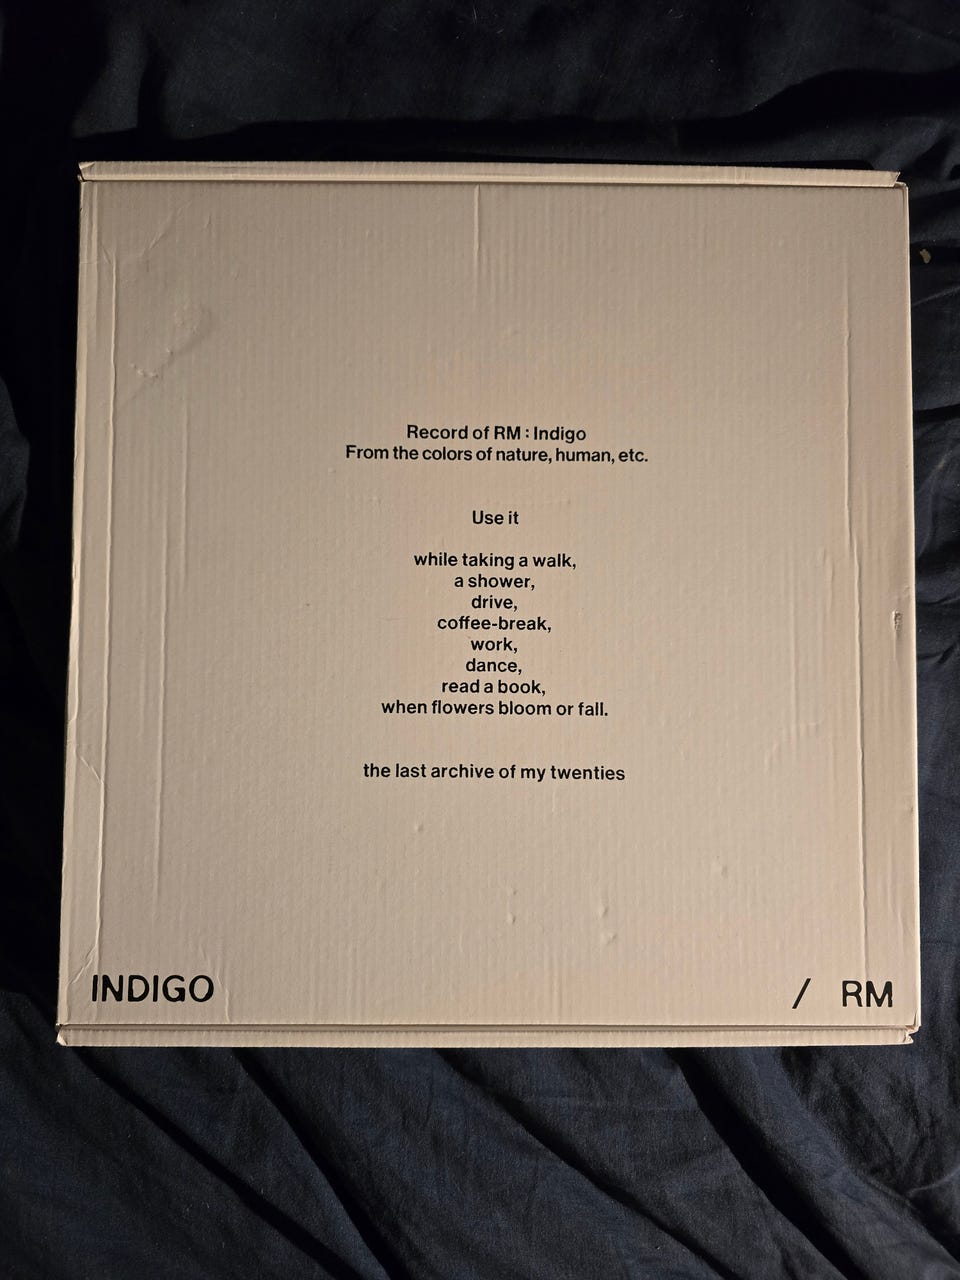 Record of RM : Indigo
From the colors of nature, human, etc.
Use it
while taking a walk,
a shower,
drive,
coffee-break,
work,
dance,
read a book,
when flowers bloom or fall.
the last archive of my twenties
INDIGO / RM